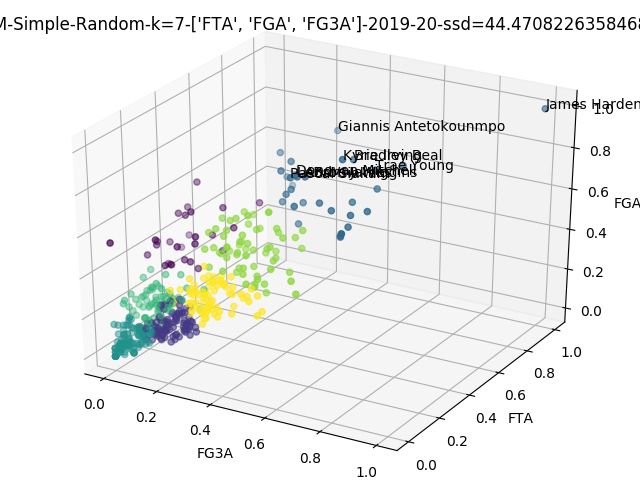 M-Simple-Random-k=7-['FTA', 'FGA', 'FG3A']-2019-20-ssd=44.4708226358468
James Harden
Giannis Antetokounmpo
Bradley Beal
Trae Young
1.0
0.8
0.6
FGA
0.4
0.2
0.0
1.0
0.8
0.6
0.4
FTA
0.2
0.0
0.0
0.2
0.4
FG3A
0.6
0.8
1.0